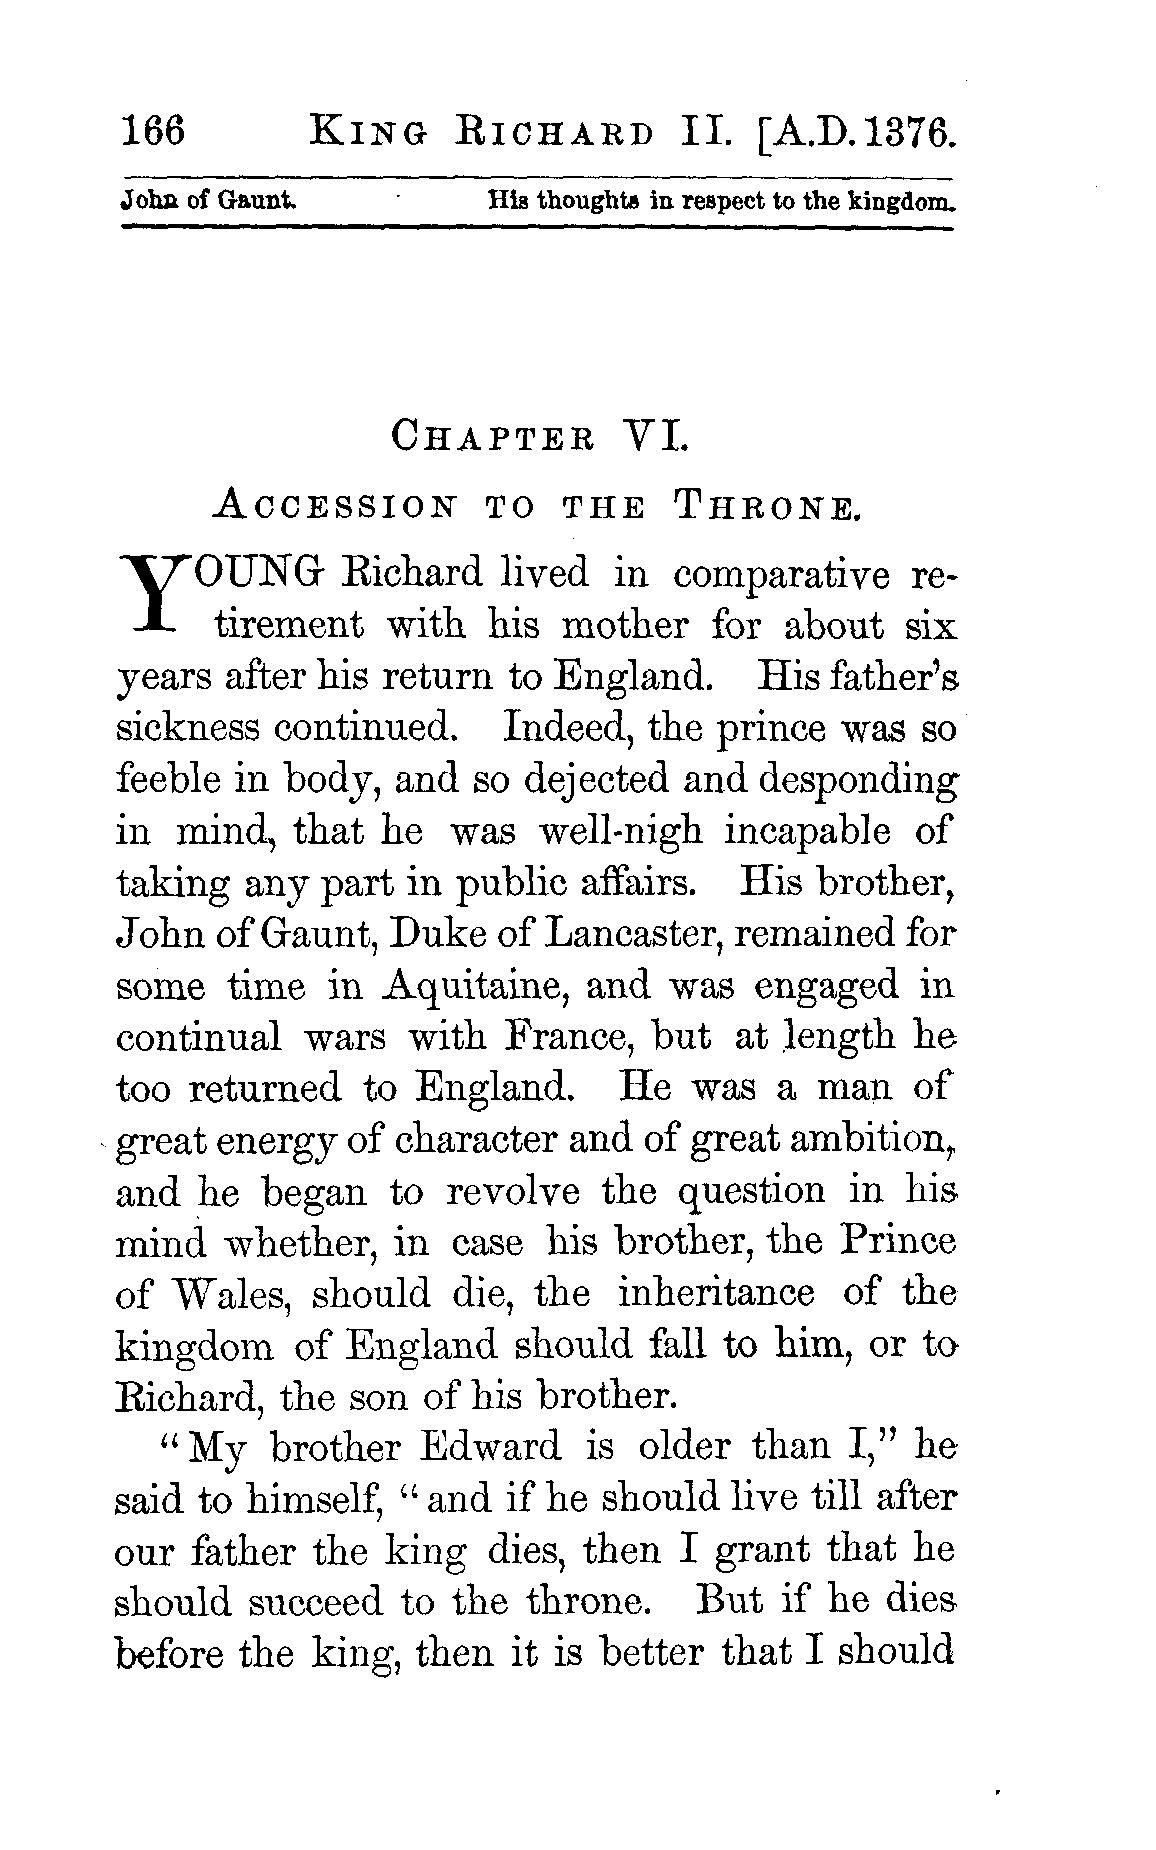 166 KING RICHARD II. [A.D. 1376.
John of Gaunt. His thoughts in respect to the kingdom.
CHAPTER VI.
ACCESSION TO THE THRONE.
YOUNG Richard lived in comparative re-
tirement with his mother for about six
years after his return to England. His father's
sickness continued. Indeed, the prince was so
feeble in body, and so dejected and desponding
in mind, that he was well-nigh incapable of
taking any part in public affairs. His brother,
John of Gaunt, Duke of Lancaster, remained for
some time in Aquitaine, and was engaged in
continual wars with France, but at length he
too returned to England. He was a man of
great energy of character and of great ambition,
and he began to revolve the question in his
mind whether, in case his brother, the Prince
of Wales, should die, the inheritance of the
kingdom of England should fall to him, or to
Richard, the son of his brother.
"My brother Edward is older than I," he
said to himself, "and if he should live till after
our father the king dies, then I grant that he
should succeed to the throne. But if he dies
before the king, then it is better that I should